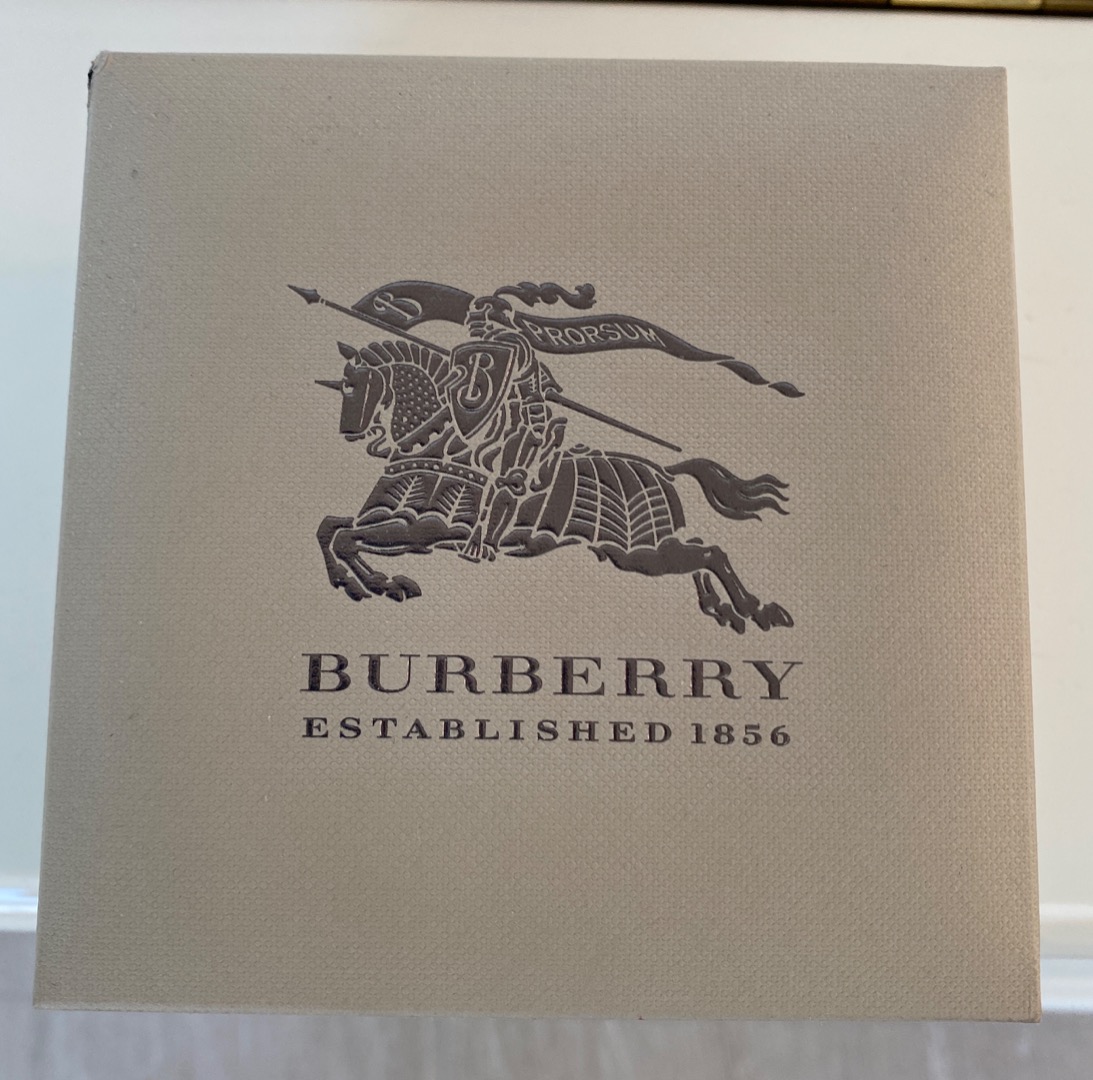 B
PRORSUM
B
BURBERRY
ESTABLISHED 1856